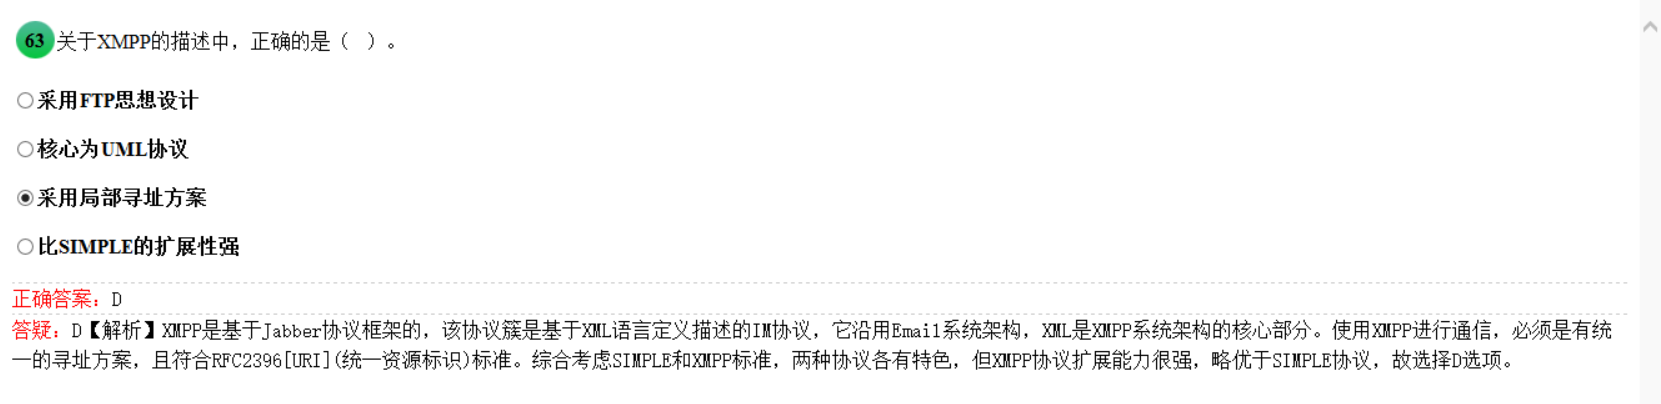 63 关于XMPP的描述中，正确的是（ ）。
采用FTP思想设计
核心为UML协议
采用局部寻址方案
比SIMPLE的扩展性强
正确答案：D
答疑：D【解析】XMPP是基于Jabber协议框架的，该协议簇是基于XML语言定义描述的IM协议，它沿用Email系统架构，XML是XMPP系统架构的核心部分。使用XMPP进行通信，必须是有统
一的寻址方案，且符合RFC2396[URI](统一资源标识)标准。综合考虑SIMPLE和XMPP标准，两种协议各有特色，但XMPP协议扩展能力很强，略优于SIMPLE协议，故选择D选项。